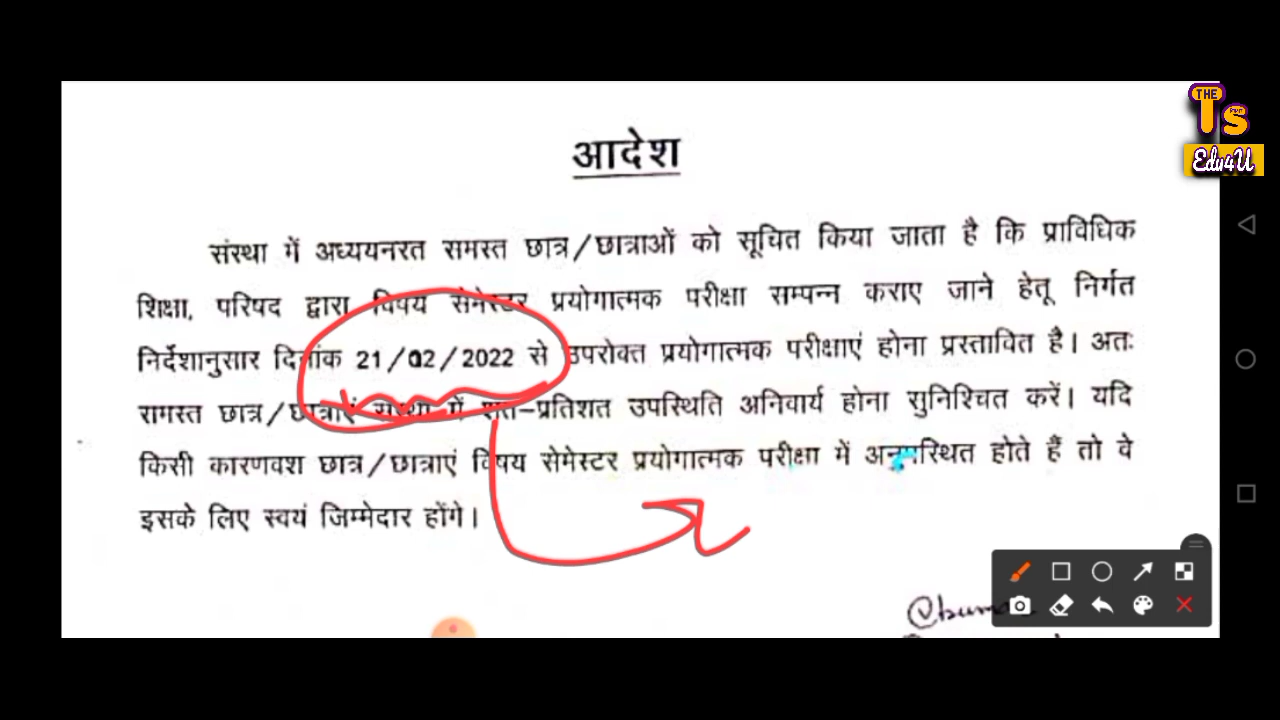 THE
Ts
Edu4U
आदेश
संस्था में अध्ययनरत समस्त छात्र/छात्राओं को सूचित किया जाता है कि प्राविधिक
शिक्षा, परिषद द्वारा विषय सेमेस्टर प्रयोगात्मक परीक्षा सम्पन्न कराए जाने हेतू निर्गत
निर्देशानुसार दिनांक 21/02/2022 से उपरोक्त प्रयोगात्मक परीक्षाएं होना प्रस्तावित है। अतः
समस्त छात्र/छात्राएं संस्था में शत-प्रतिशत उपस्थिति अनिवार्य होना सुनिश्चित करें। यदि
किसी कारणवश छात्र/छात्राएं विषय सेमेस्टर प्रयोगात्मक परीक्षा में अनुपस्थित होते हैं तो वे
इसके लिए स्वयं जिम्मेदार होंगे।